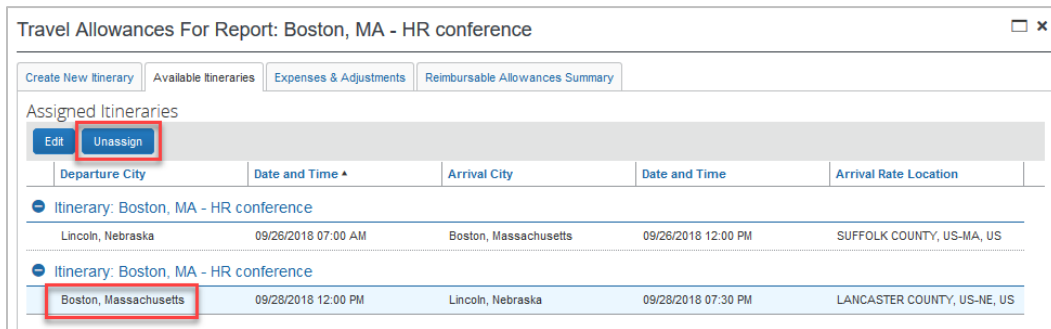 Travel Allowances For Report: Boston, MA - HR conference
Create New Itinerary Available Itineraries Expenses & Adjustments Reimbursable Allowances Summary
Assigned Itineraries
Edit Unassign
Departure City Date and Time Arrival City Date and Time Arrival Rate Location
Itinerary: Boston, MA - HR conference
Lincoln, Nebraska 09/26/2018 07:00 AM Boston, Massachusetts 09/26/2018 12:00 PM SUFFOLK COUNTY, US-MA, US
Itinerary: Boston, MA - HR conference
Boston, Massachusetts 09/28/2018 12:00 PM Lincoln, Nebraska 09/28/2018 07:30 PM LANCASTER COUNTY, US-NE, US